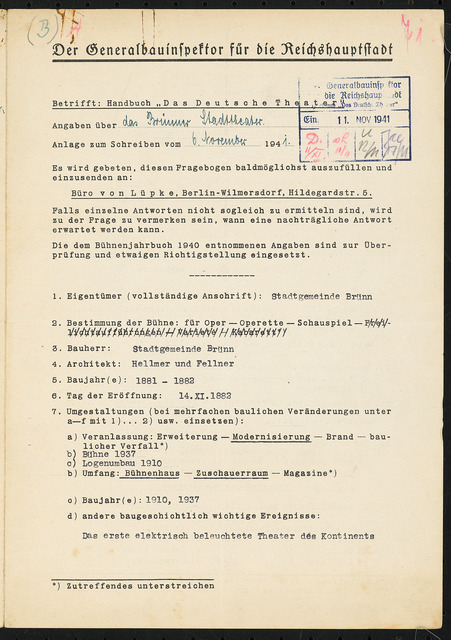 (B)
Der Generalbauinspektor für die Reichshauptstadt
Betrifft: Handbuch „Das Deutsche Theater"
Generalbauinspektor
die Reichshauptstadt
Ein. 11. NOV 1941
Angaben über das Brünner Stadttheater
Anlage zum Schreiben vom 6. November 1941.
Es wird gebeten, diesen Fragebogen baldmöglichst auszufüllen und
einzusenden an:
Büro von Lüpke, Berlin-Wilmersdorf, Hildegardstr. 5.
Falls einzelne Antworten nicht sogleich zu ermitteln sind, wird
zu der Frage zu vermerken sein, wann eine nachträgliche Antwort
erwartet werden kann.
Die dem Bühnenjahrbuch 1940 entnommenen Angaben sind zur Über-
prüfung und etwaigen Richtigstellung eingesetzt.
1. Eigentümer (vollständige Anschrift): Stadtgemeinde Brünn
2. Bestimmung der Bühne: für Oper — Operette — Schauspiel —
3. Bauherr: Stadtgemeinde Brünn
4. Architekt: Hellmer und Fellner
5. Baujahr(e): 1881 – 1882
6. Tag der Eröffnung: 14.XI.1882
7. Umgestaltungen (bei mehrfachen baulichen Veränderungen unter
a—f mit 1)... 2) usw. einsetzen):
a) Veranlassung: Erweiterung — Modernisierung — Brand — bau-
licher Verfall*)
b) Bühne 1937
c) Logenumbau 1910
b) Umfang: Bühnenhaus — Zuschauerraum — Magazine*)
c) Baujahr(e): 1910, 1937
d) andere baugeschichtlich wichtige Ereignisse:
Das erste elektrisch beleuchtete Theater des Kontinents
*) Zutreffendes unterstreichen